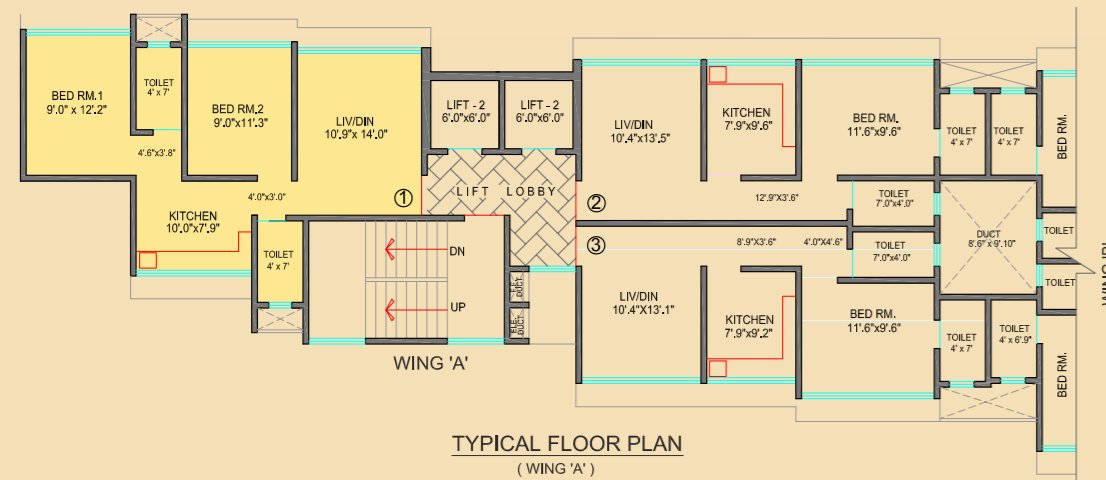 BED RM.1
9'.0" x 12'.2"
TOILET
4' x 7'
BED RM.2
9'.0"x11'.3"
LIV/DIN
10'.9"x 14'.0"
4'.6"x3'.8"
4'.0"x3'.0"
KITCHEN
10'.0"x7'.9"
TOILET
4' x 7'
LIFT - 2
6'.0"x6'.0"
LIFT - 2
6'.0"x6'.0"
LIFT LOBBY
1
2
3
DN
UP
ELE.
DUCT
WING 'A'
LIV/DIN
10'.4"x13'.5"
KITCHEN
7'.9"x9'.6"
BED RM.
11'.6"x9'.6"
12'.9"X3'.6"
TOILET
4' x 7'
TOILET
4' x 7'
BED RM.
TOILET
7'.0"x4'.0"
8'.9"X3'.6"
4'.0"X4'.6"
TOILET
7'.0"x4'.0"
DUCT
8'.6" x 9'.10"
TOILET
TOILET
LIV/DIN
10'.4"X13'.1"
KITCHEN
7'.9"x9'.2"
BED RM.
11'.6"x9'.6"
TOILET
4' x 7'
TOILET
4' x 6'.9"
BED RM.
TYPICAL FLOOR PLAN
( WING 'A' )